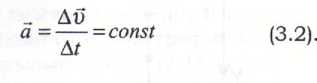 a⃗ = Δυ⃗ / Δt = const (3.2).